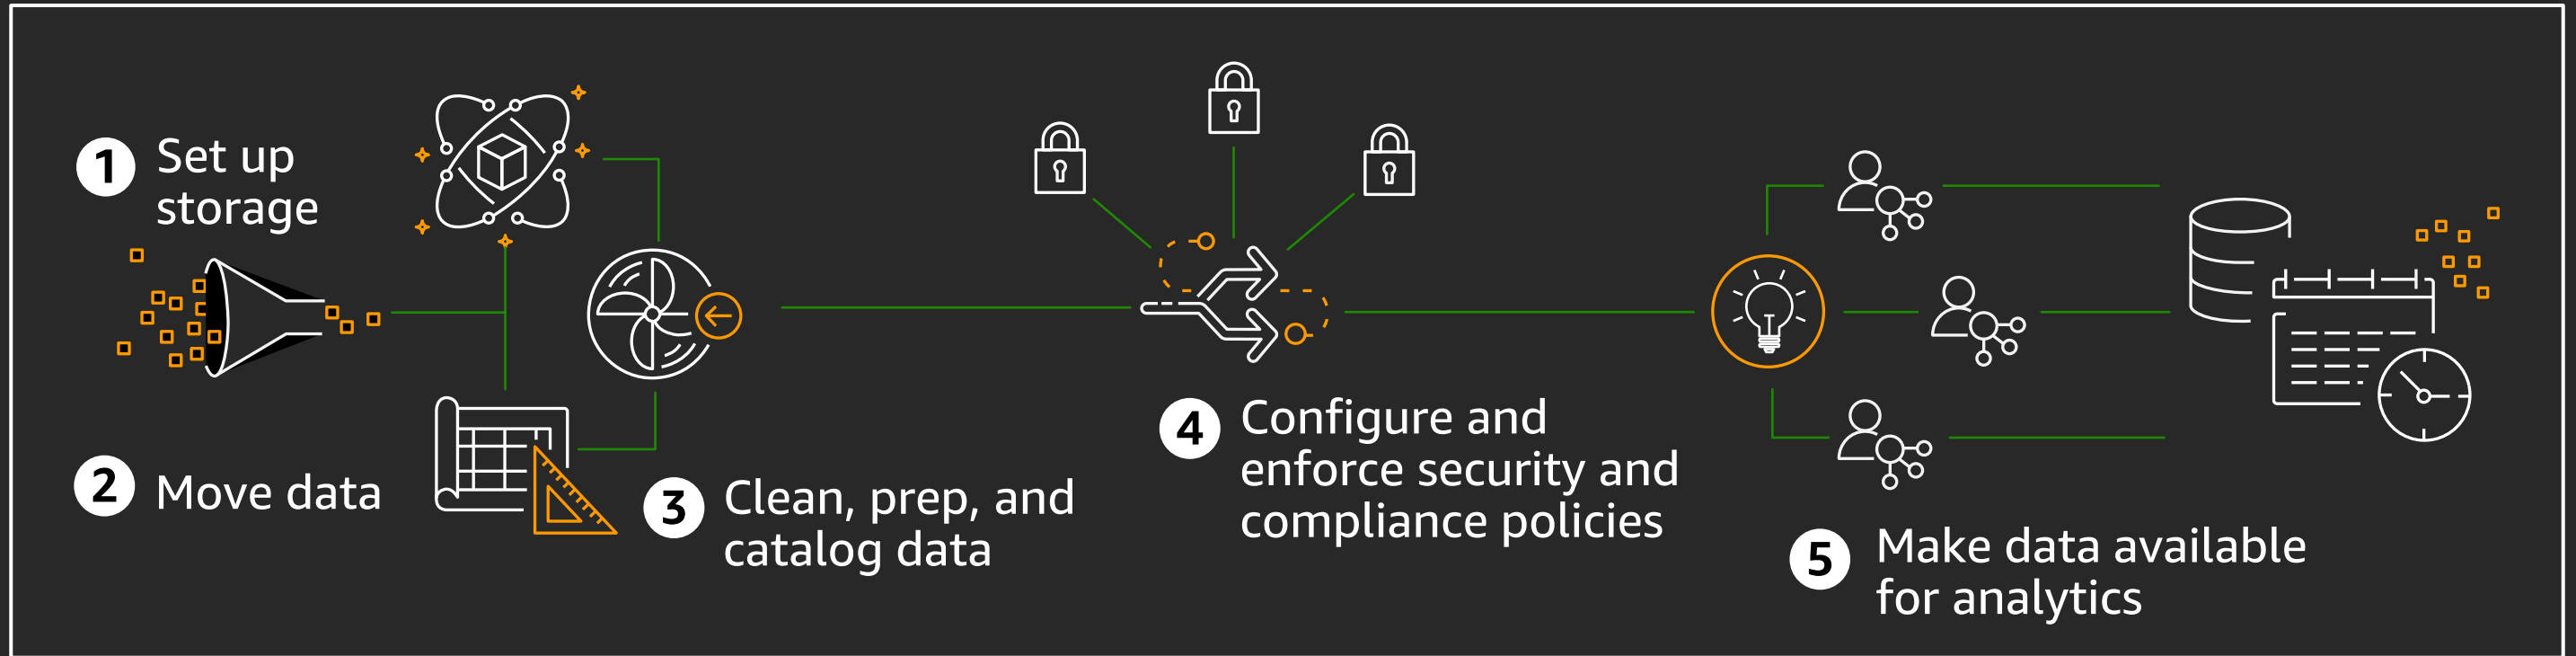 1 Set up
storage
2 Move data
3 Clean, prep, and
catalog data
4 Configure and
enforce security and
compliance policies
5 Make data available
for analytics